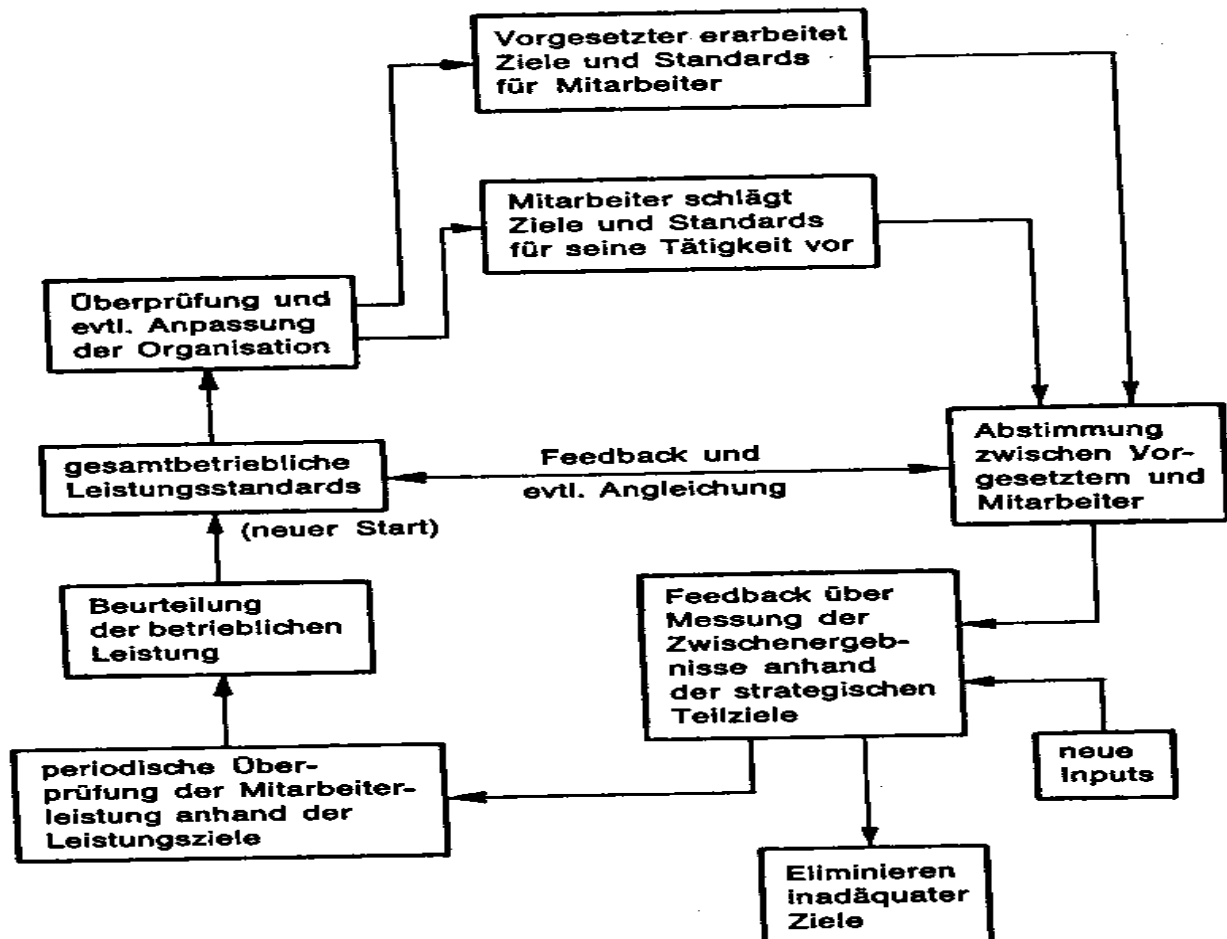 Vorgesetzter erarbeitet
Ziele und Standards
für Mitarbeiter
Mitarbeiter schlägt
Ziele und Standards
für seine Tätigkeit vor
Überprüfung und
evtl. Anpassung
der Organisation
gesamtbetriebliche
Leistungsstandards
(neuer Start)
Feedback und
evtl. Angleichung
Abstimmung
zwischen Vor-
gesetztem und
Mitarbeiter
Beurteilung
der betrieblichen
Leistung
Feedback über
Messung der
Zwischenergeb-
nisse anhand
der strategischen
Teilziele
neue
Inputs
periodische Über-
prüfung der Mitarbeiter-
leistung anhand der
Leistungsziele
Eliminieren
inadäquater
Ziele